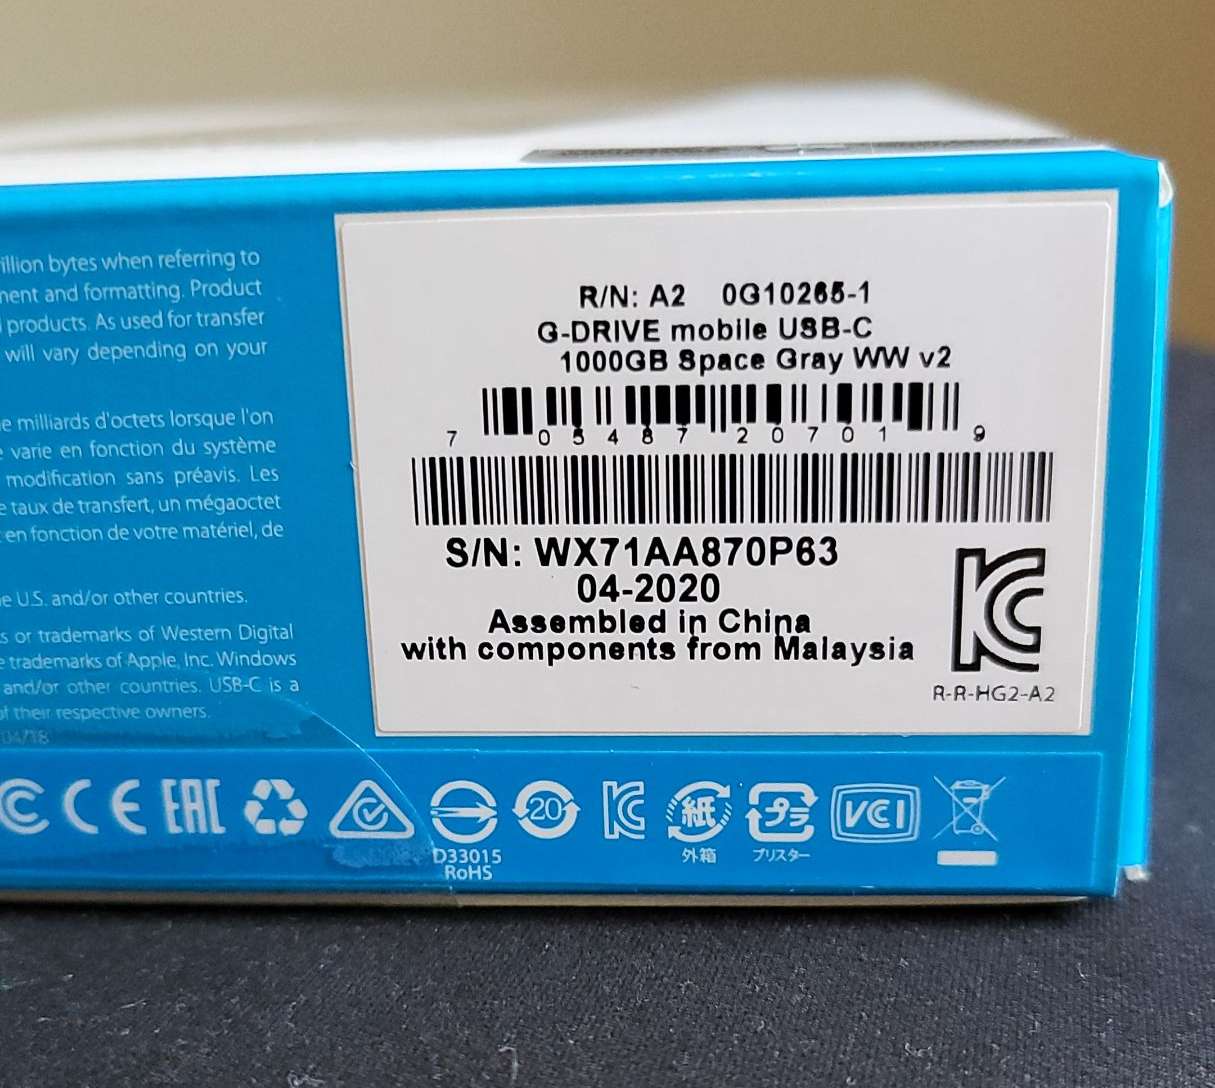 illion bytes when referring to
ment and formatting. Product
products. As used for transfer
will vary depending on your
e milliards d'octets lorsque l'on
varie en fonction du système
modification sans préavis. Les
e taux de transfert, un mégaoctet
en fonction de votre matériel, de
e U.S. and/or other countries.
s or trademarks of Western Digital
e trademarks of Apple, Inc. Windows
and/or other countries. USB-C is a
of their respective owners.
04/18
R/N: A2 0G10265-1
G-DRIVE mobile USB-C
1000GB Space Gray WW v2
7 05487 20701 9
S/N: WX71AA870P63
04-2020
Assembled in China
with components from Malaysia
R-R-HG2-A2
CE EAC 20 紙 プラ VCI
D33015 外箱 ブリスター
RoHS